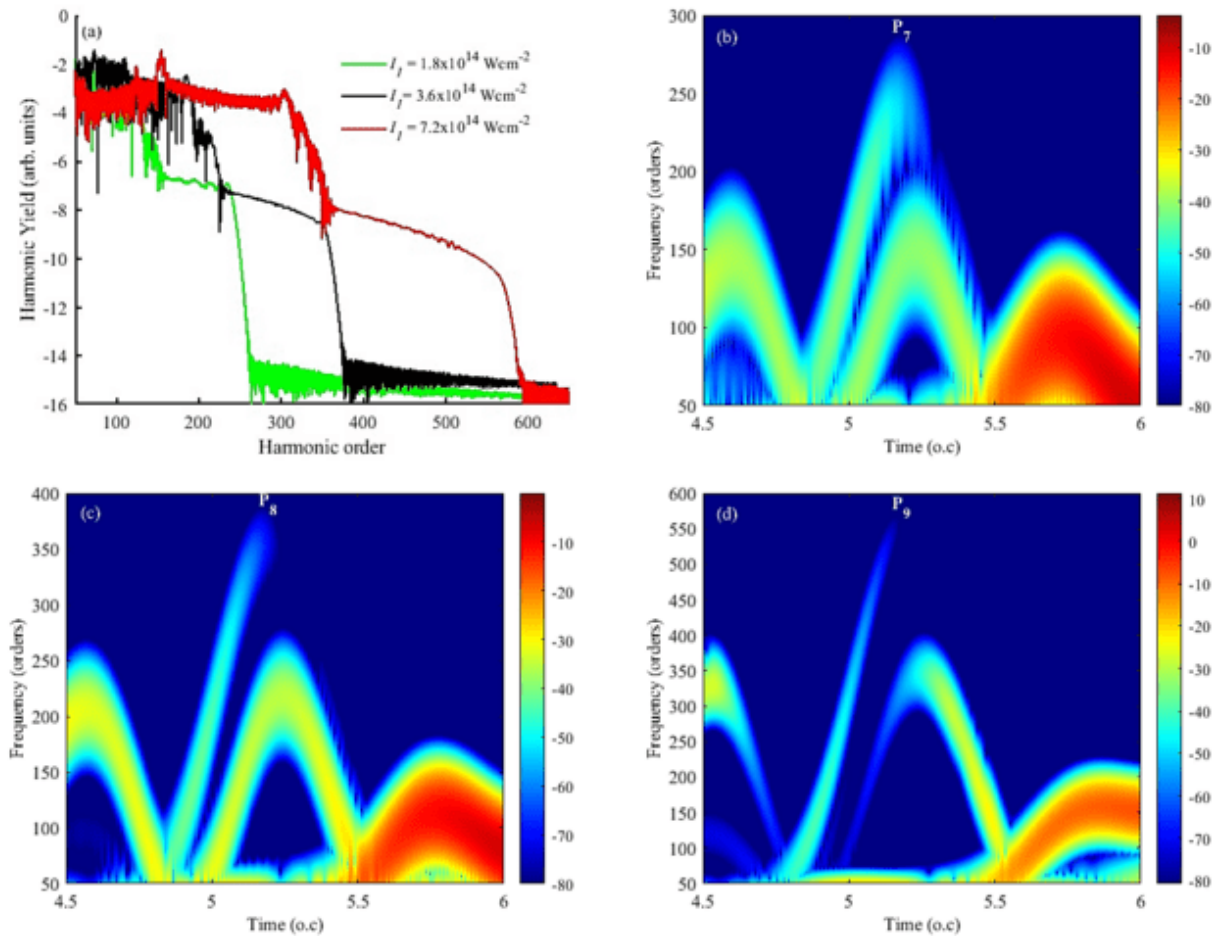 (a)
0
-2
-4
-6
-8
-10
-12
-14
-16
Harmonic Yield (arb. units)
I₁ = 1.8x10¹⁴ Wcm⁻²
I₁ = 3.6x10¹⁴ Wcm⁻²
I₁ = 7.2x10¹⁴ Wcm⁻²
100 200 300 400 500 600
Harmonic order
(b)
P₇
300
250
200
150
100
50
Frequency (orders)
4.5 5 5.5 6
Time (o.c)
-10
-20
-30
-40
-50
-60
-70
-80
(c)
P₈
400
350
300
250
200
150
100
50
Frequency (orders)
4.5 5 5.5 6
Time (o.c)
-10
-20
-30
-40
-50
-60
-70
-80
(d)
P₉
600
550
500
450
400
350
300
250
200
150
100
50
Frequency (orders)
4.5 5 5.5 6
Time (o.c)
10
0
-10
-20
-30
-40
-50
-60
-70
-80